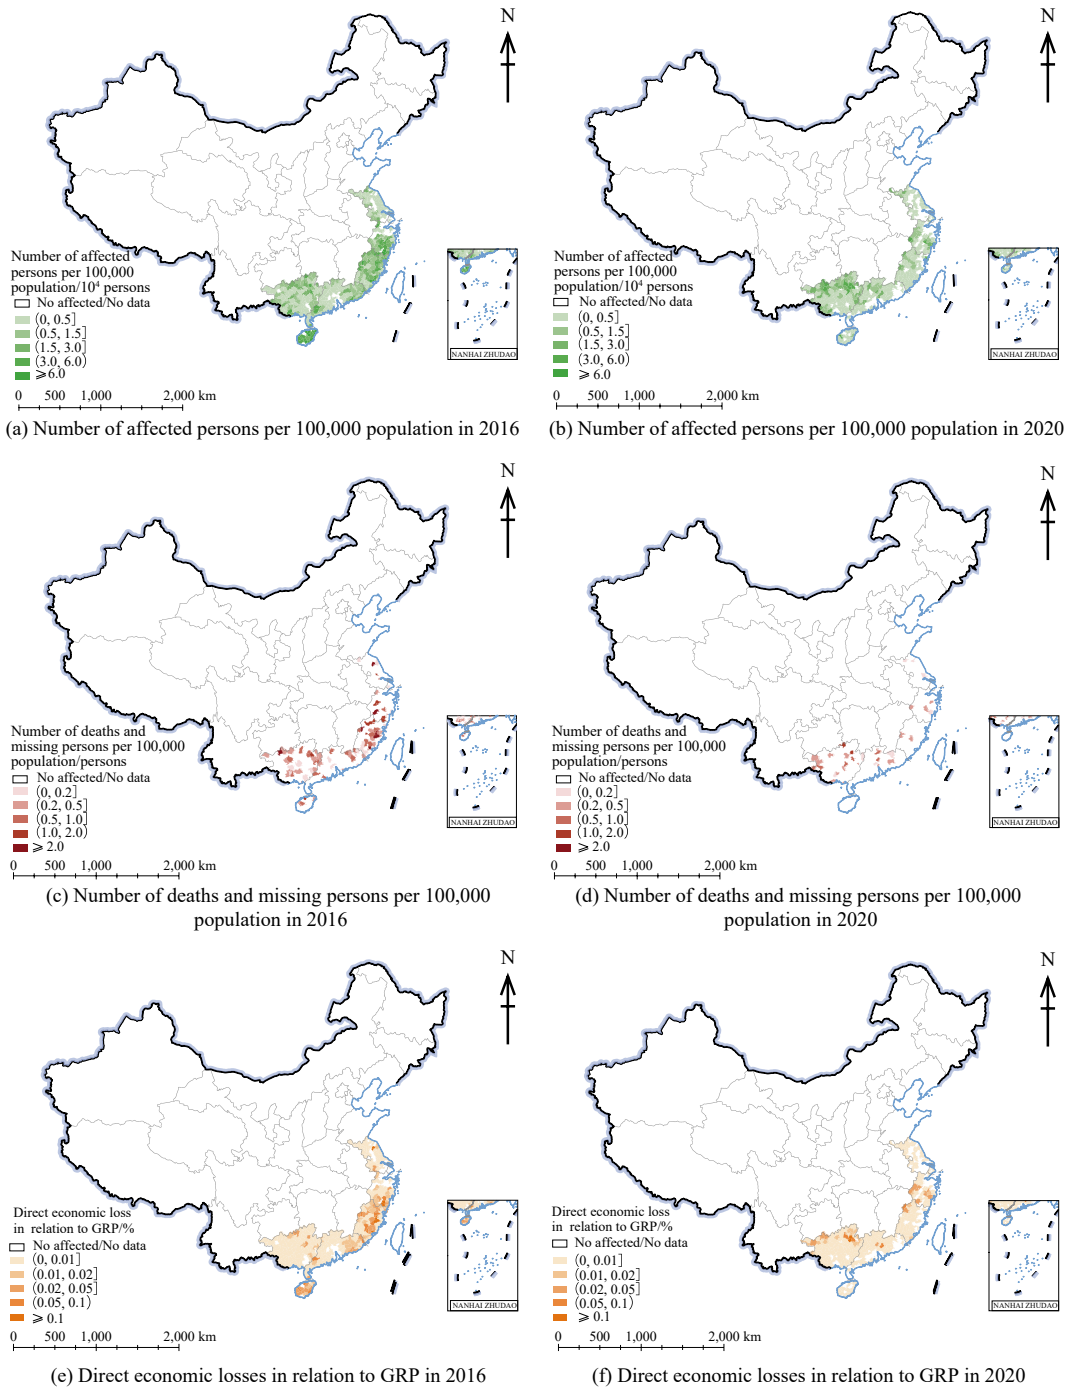 N
Number of affected
persons per 100,000
population/10⁴ persons
No affected/No data
(0, 0.5]
(0.5, 1.5]
(1.5, 3.0]
(3.0, 6.0)
⩾6.0
0 500 1,000 2,000 km
NANHAI ZHUDAO
(a) Number of affected persons per 100,000 population in 2016
N
Number of affected
persons per 100,000
population/10⁴ persons
No affected/No data
(0, 0.5]
(0.5, 1.5]
(1.5, 3.0]
(3.0, 6.0)
⩾ 6.0
0 500 1,000 2,000 km
NANHAI ZHUDAO
(b) Number of affected persons per 100,000 population in 2020
N
Number of deaths and
missing persons per 100,000
population/persons
No affected/No data
(0, 0.2]
(0.2, 0.5]
(0.5, 1.0]
(1.0, 2.0)
⩾ 2.0
0 500 1,000 2,000 km
NANHAI ZHUDAO
(c) Number of deaths and missing persons per 100,000
population in 2016
N
Number of deaths and
missing persons per 100,000
population/persons
No affected/No data
(0, 0.2]
(0.2, 0.5]
(0.5, 1.0]
(1.0, 2.0)
⩾ 2.0
0 500 1,000 2,000 km
NANHAI ZHUDAO
(d) Number of deaths and missing persons per 100,000
population in 2020
N
Direct economic loss
in relation to GRP/%
No affected/No data
(0, 0.01]
(0.01, 0.02]
(0.02, 0.05]
(0.05, 0.1)
⩾ 0.1
0 500 1,000 2,000 km
NANHAI ZHUDAO
(e) Direct economic losses in relation to GRP in 2016
N
Direct economic loss
in relation to GRP/%
No affected/No data
(0, 0.01]
(0.01, 0.02]
(0.02, 0.05]
(0.05, 0.1)
⩾ 0.1
0 500 1,000 2,000 km
NANHAI ZHUDAO
(f) Direct economic losses in relation to GRP in 2020